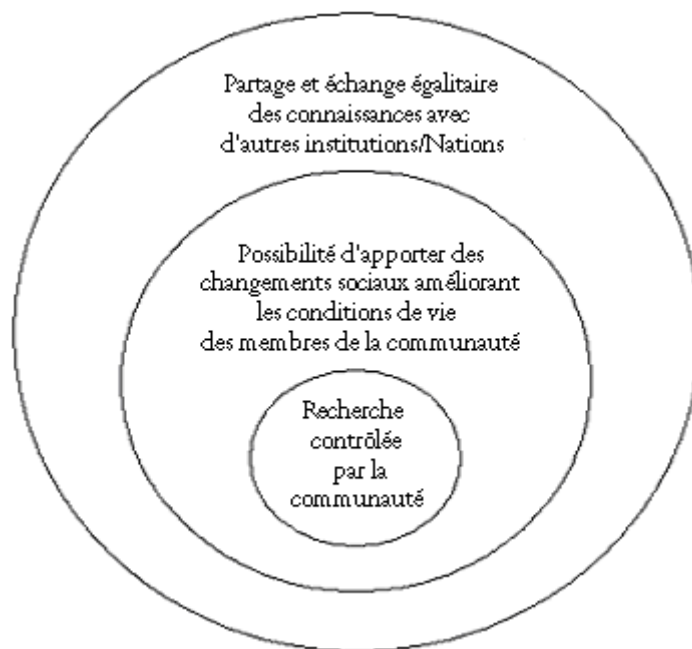 Partage et échange égalitaire
des connaissances avec
d'autres institutions/Nations
Possibilité d'apporter des
changements sociaux améliorant
les conditions de vie
des membres de la communauté
Recherche
contrôlée
par la
communauté